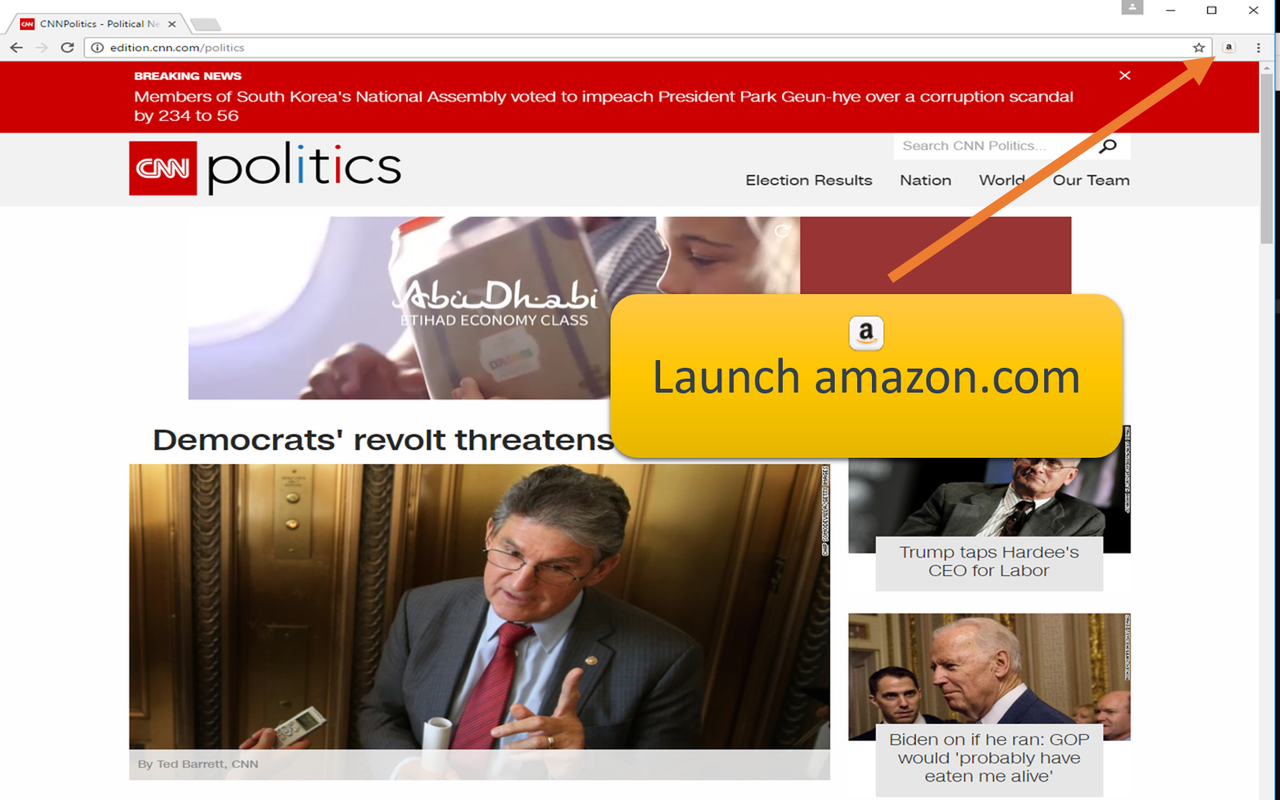 CNN
CNNPolitics - Political Ne
edition.cnn.com/politics
a
BREAKING NEWS
Members of South Korea's National Assembly voted to impeach President Park Geun-hye over a corruption scandal
by 234 to 56
CNN politics
Search CNN Politics...
Election Results Nation World Our Team
Abu Dhabi
ETIHAD ECONOMY CLASS
a
Launch amazon.com
Democrats' revolt threatens
By Ted Barrett, CNN
Trump taps Hardee's
CEO for Labor
Biden on if he ran: GOP
would 'probably have
eaten me alive'